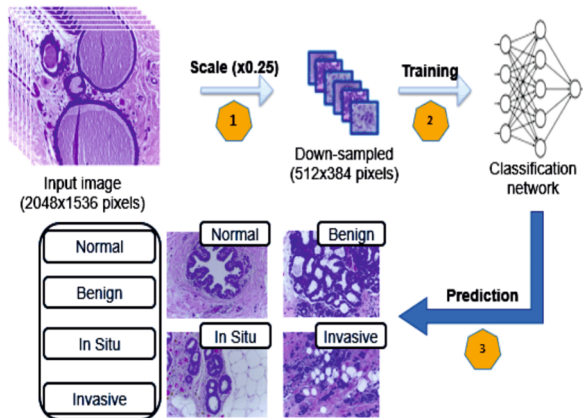 Scale (x0.25)
1
Training
2
Input image
(2048x1536 pixels)
Down-sampled
(512x384 pixels)
Classification
network
Normal
Benign
In Situ
Invasive
Normal
Benign
In Situ
Invasive
Prediction
3